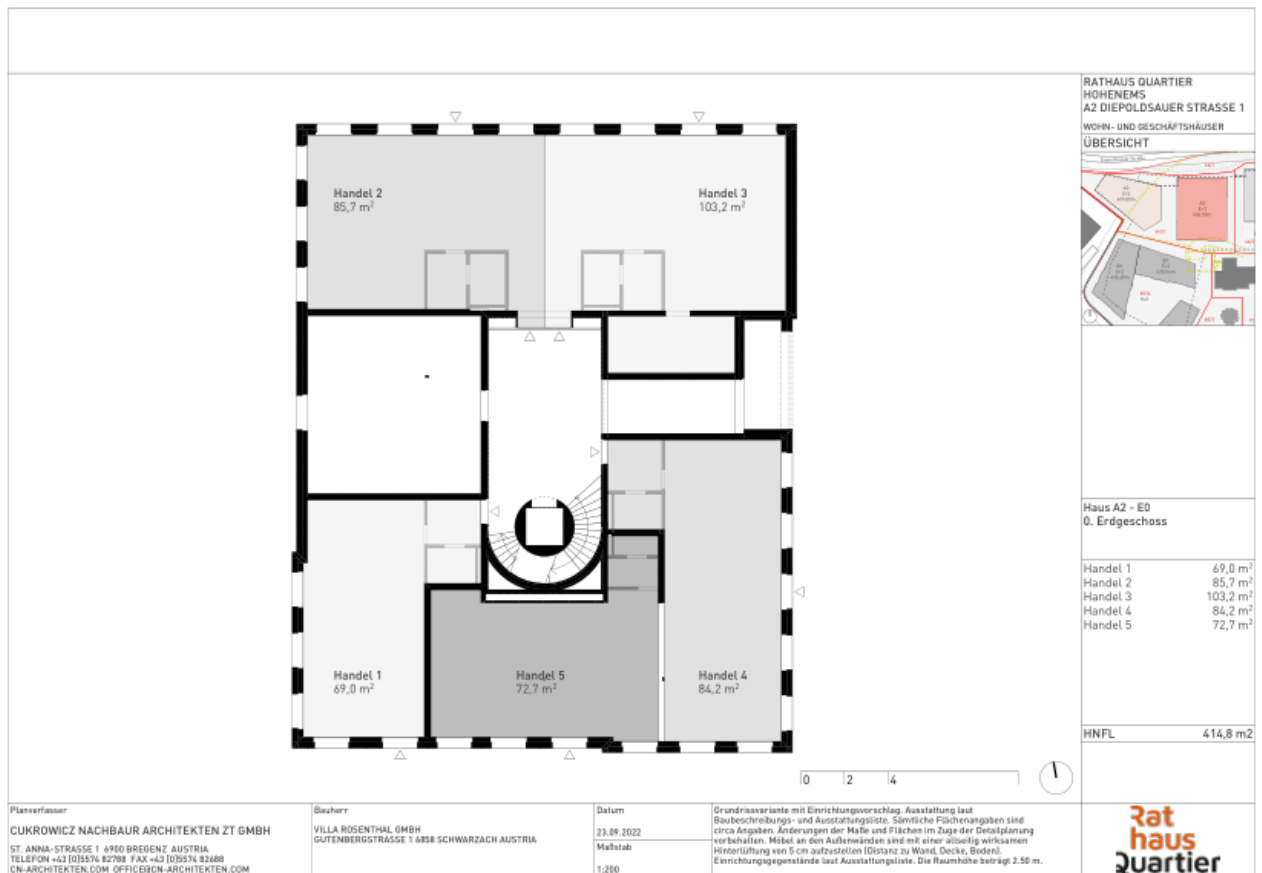 RATHAUS QUARTIER
HOHENEMS
A2 DIEPOLDSAUER STRASSE 1
WOHN- UND GESCHÄFTSHÄUSER
ÜBERSICHT
Handel 2
85,7 m²
Handel 3
103,2 m²
Handel 1
69,0 m²
Handel 5
72,7 m²
Handel 4
84,2 m²
Haus A2 - E0
0. Erdgeschoss
Handel 1 69,0 m²
Handel 2 85,7 m²
Handel 3 103,2 m²
Handel 4 84,2 m²
Handel 5 72,7 m²
HNFL 414,8 m2
0 2 4
Planverfasser
CUKROWICZ NACHBAUR ARCHITEKTEN ZT GMBH
ST. ANNA-STRASSE 1 6900 BREGENZ AUSTRIA
TELEFON +43 (0)5574 82788 FAX +43 (0)5574 82688
CN-ARCHITEKTEN.COM OFFICE@CN-ARCHITEKTEN.COM
Bauherr
VILLA ROSENTHAL GMBH
GUTENBERGSTRASSE 1 6858 SCHWARZACH AUSTRIA
Datum
23.09.2022
Maßstab
1:200
Grundrissvariante mit Einrichtungsvorschlag. Ausstattung laut
Baubeschreibungs- und Ausstattungsliste. Sämtliche Flächenangaben sind
circa Angaben. Änderungen der Maße und Flächen im Zuge der Detailplanung
vorbehalten. Möbel an den Außenwänden sind mit einer allseitig wirksamen
Hinterlüftung von 5 cm aufzustellen (Distanz zu Wand, Decke, Boden).
Einrichtungsgegenstände laut Ausstattungsliste. Die Raumhöhe beträgt 2.50 m.
Rat
haus
Quartier